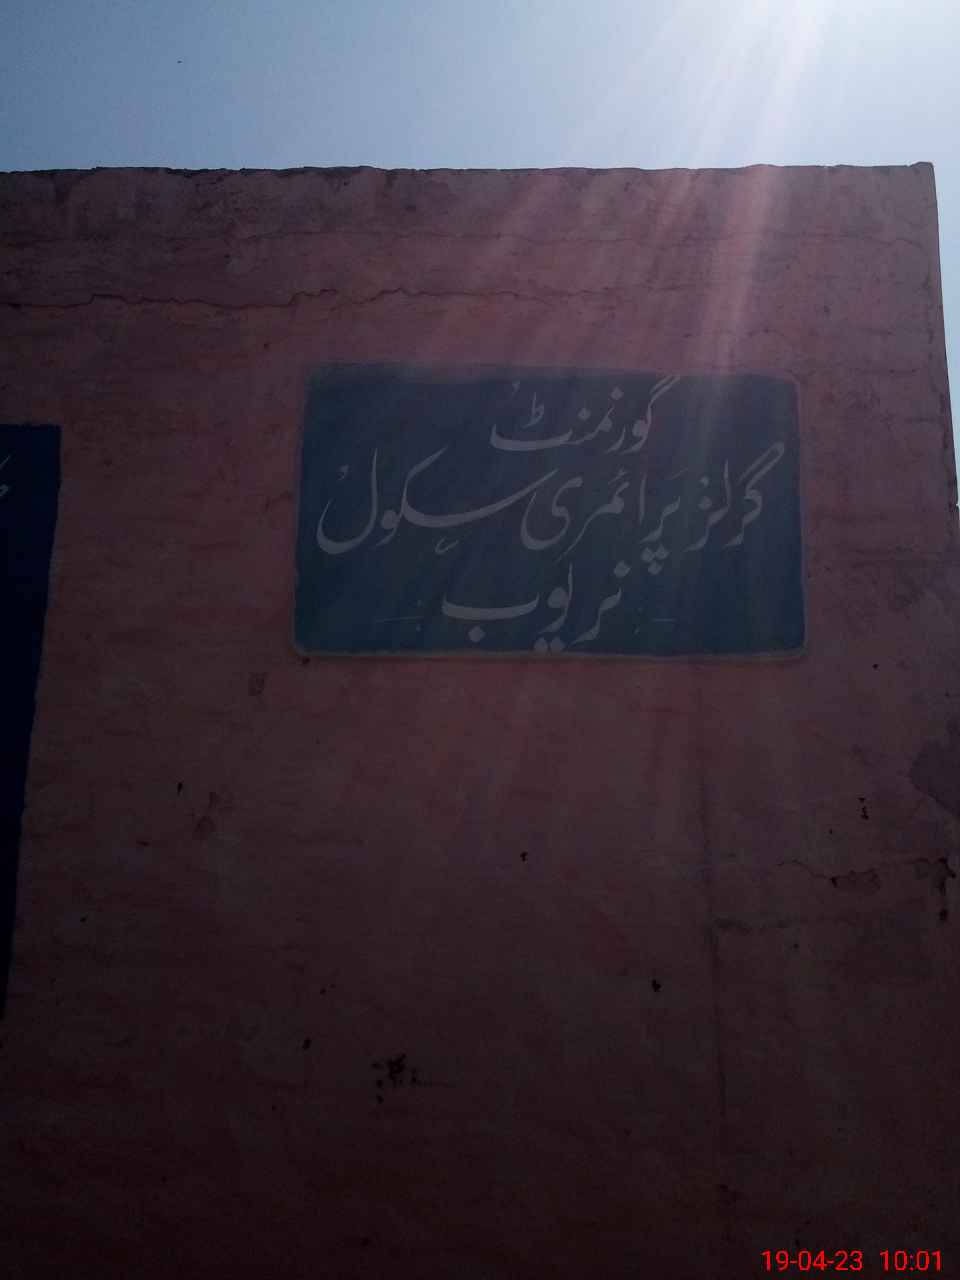 گورنمنٹ
گرلز پرائمری سکول
نریوب
19-04-23 10:01